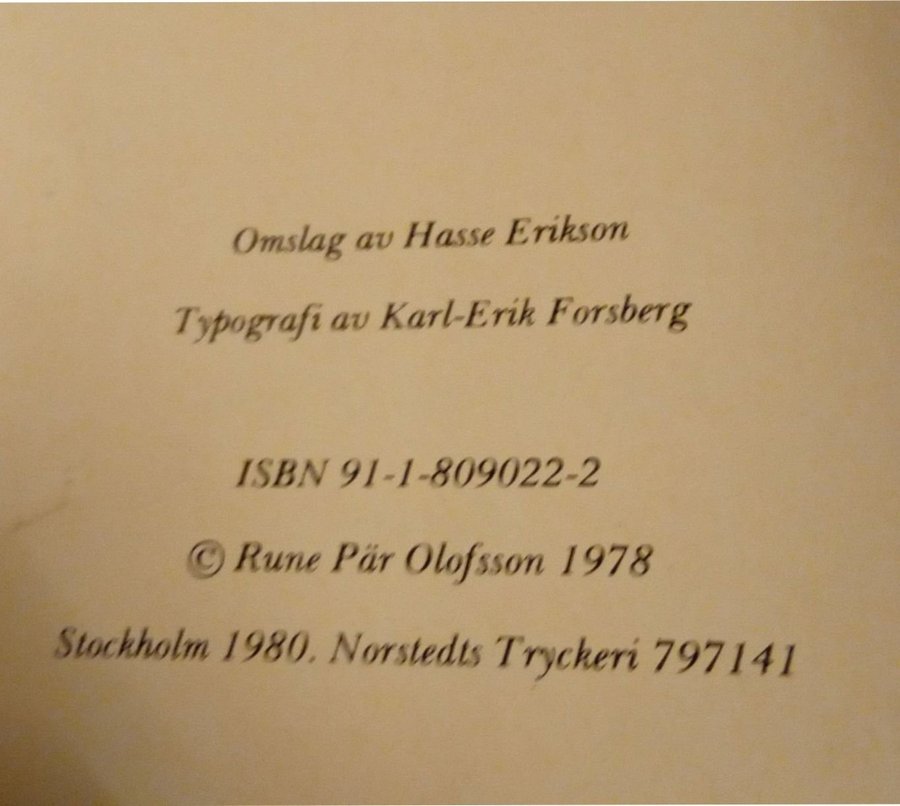 Omslag av Hasse Erikson
Typografi av Karl-Erik Forsberg
ISBN 91-1-809022-2
© Rune Pär Olofsson 1978
Stockholm 1980. Norstedts Tryckeri 797141